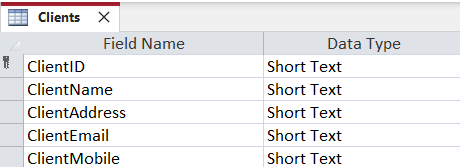 Clients
Field Name Data Type
ClientID Short Text
ClientName Short Text
ClientAddress Short Text
ClientEmail Short Text
ClientMobile Short Text